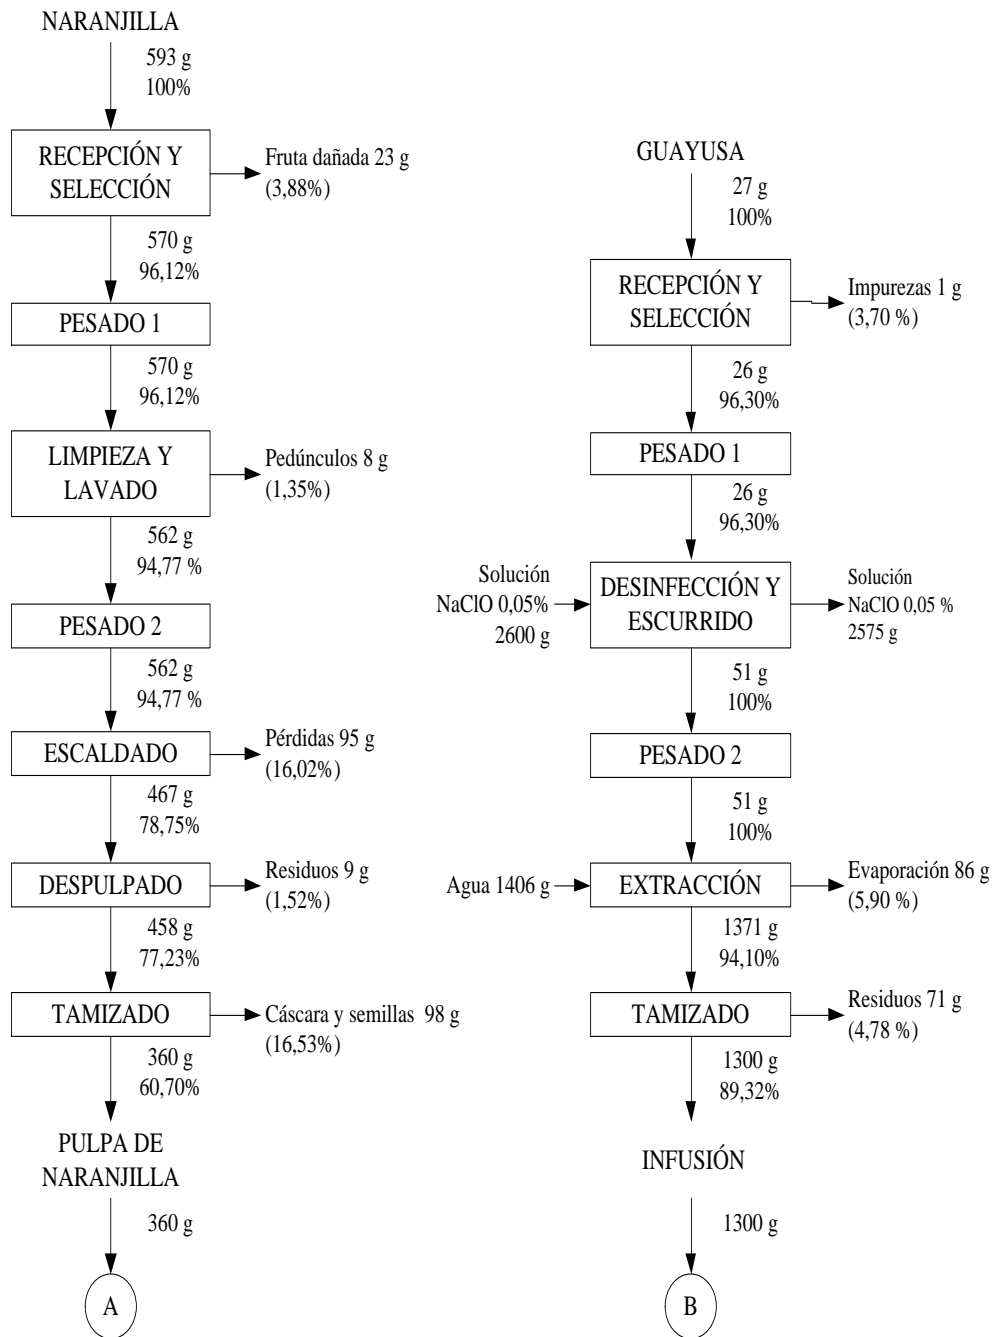 NARANJILLA
593 g
100%
RECEPCIÓN Y
SELECCIÓN
Fruta dañada 23 g
(3,88%)
570 g
96,12%
PESADO 1
570 g
96,12%
LIMPIEZA Y
LAVADO
Pedúnculos 8 g
(1,35%)
562 g
94,77 %
PESADO 2
562 g
94,77 %
ESCALDADO
Pérdidas 95 g
(16,02%)
467 g
78,75%
DESPULPADO
Residuos 9 g
(1,52%)
458 g
77,23%
TAMIZADO
Cáscara y semillas 98 g
(16,53%)
360 g
60,70%
PULPA DE
NARANJILLA
360 g
A
GUAYUSA
27 g
100%
RECEPCIÓN Y
SELECCIÓN
Impurezas 1 g
(3,70 %)
26 g
96,30%
PESADO 1
26 g
96,30%
Solución
NaClO 0,05%
2600 g
DESINFECCIÓN Y
ESCURRIDO
Solución
NaClO 0,05 %
2575 g
51 g
100%
PESADO 2
51 g
100%
Agua 1406 g
EXTRACCIÓN
Evaporación 86 g
(5,90 %)
1371 g
94,10%
TAMIZADO
Residuos 71 g
(4,78 %)
1300 g
89,32%
INFUSIÓN
1300 g
B